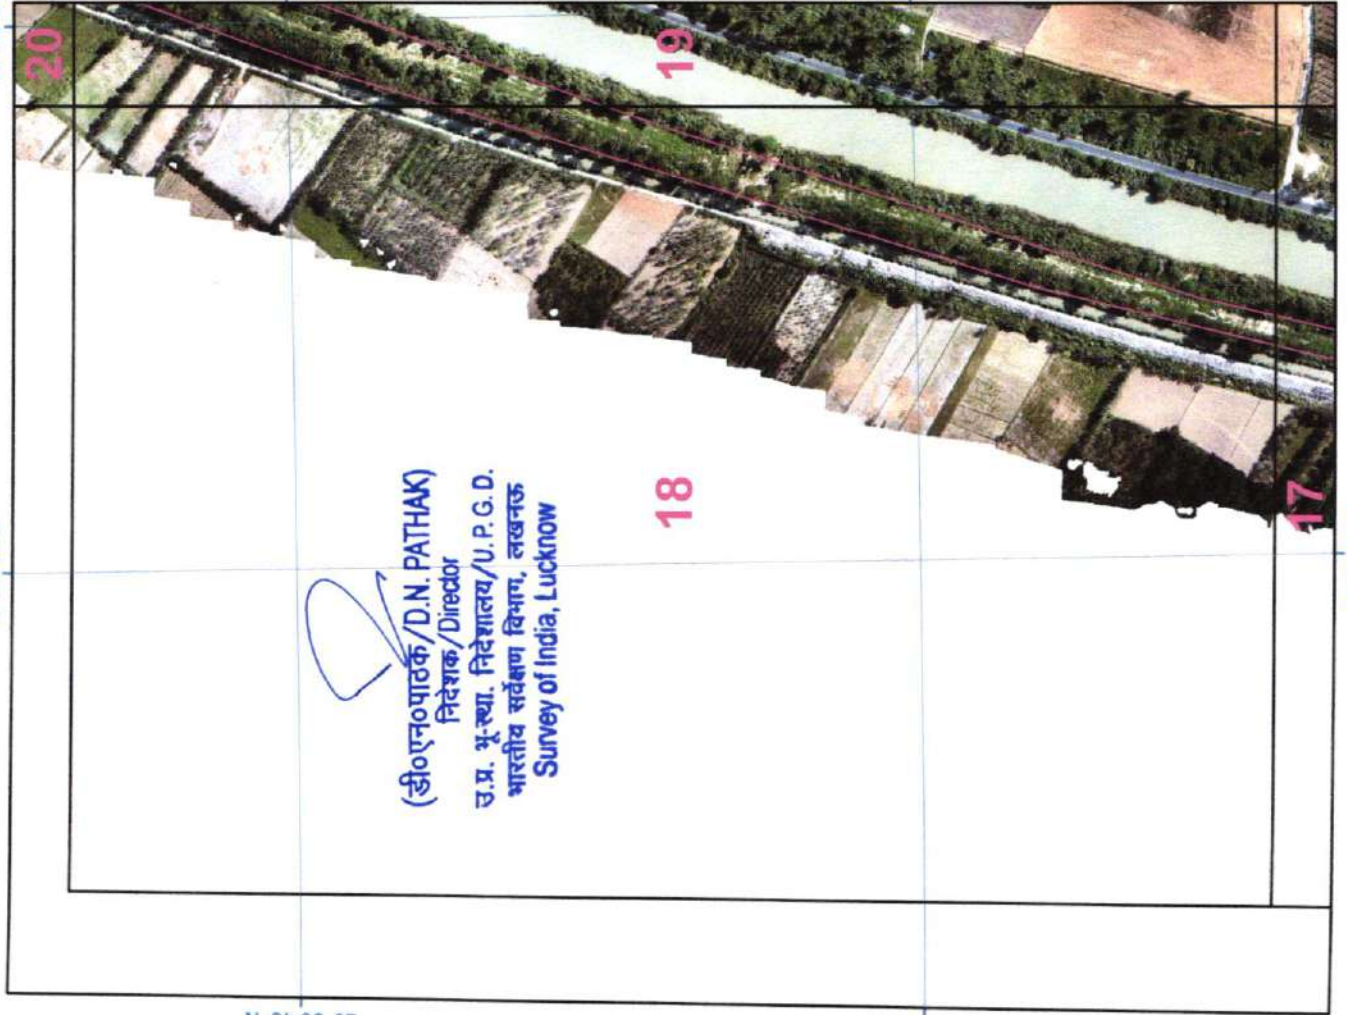 20
19
18
17
(डी०एन०पाठक/D.N. PATHAK)
निदेशक/Director
उ.प्र. भू-स्था. निदेशालय/U.P.G.D.
भारतीय सर्वेक्षण विभाग, लखनऊ
Survey of India, Lucknow